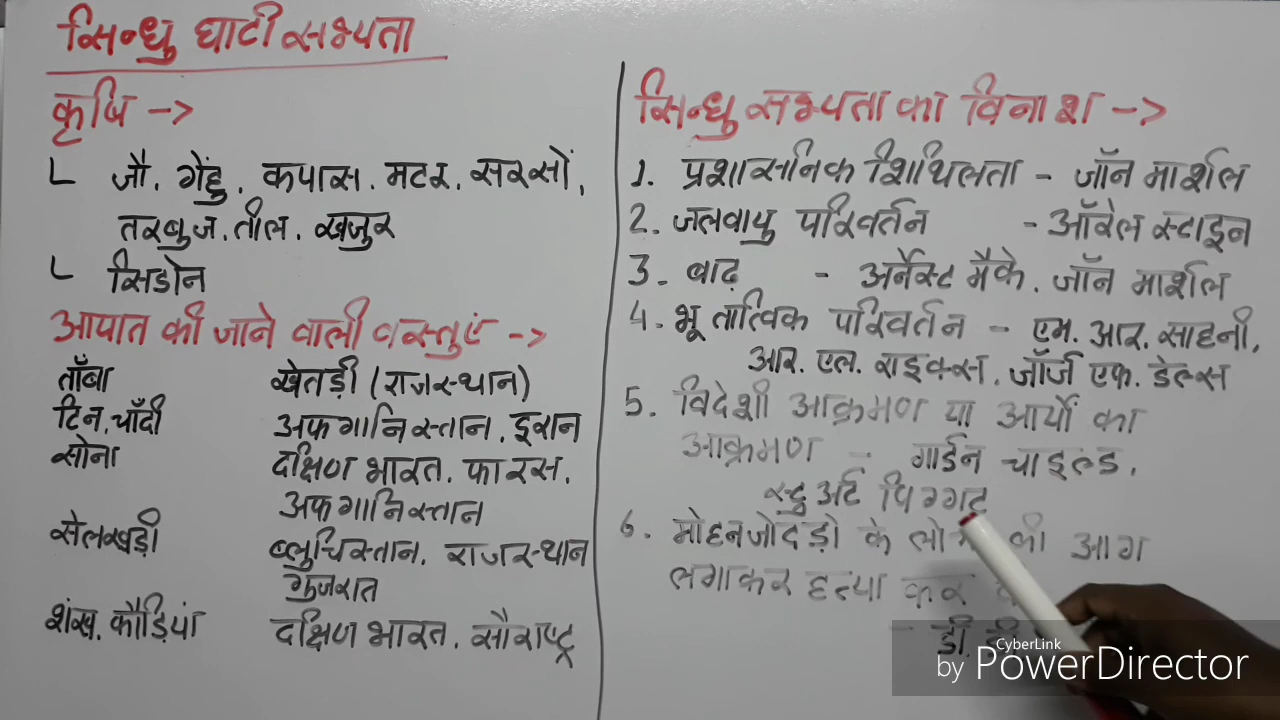 सिन्धु घाटी सभ्यता
कृषि ->
L जौ. गेंहु. कपास. मटर. सरसों,
तरबुज. तील. खजुर
L सिडोन
आयात की जाने वाली वस्तुएं ->
ताँबा खेतड़ी (राजस्थान)
टिन. चाँदी अफगानिस्तान. इरान
सोना दक्षिण भारत. फारस.
अफगानिस्तान
सेलखड़ी ब्लुचिस्तान. राजस्थान
गुजरात
शंख. कौड़ियां दक्षिण भारत. सौराष्ट्र
सिन्धु सभ्यता का विनाश ->
1. प्रशासनिक शिथिलता - जॉन मार्शल
2. जलवायु परिवर्तन - ऑरेल स्टाइन
3. बाढ़ - अर्नेस्ट मैके. जॉन मार्शल
4. भू तात्विक परिवर्तन - एम. आर. साहनी,
आर. एल. राइक्स. जॉर्ज एफ. डेल्स
5. विदेशी आक्रमण या आर्यों का
आक्रमण - गार्डन चाइल्ड.
स्टुअर्ट पिग्गट
6. मोहनजोदड़ो के की आग
लगाकर हत्या कर
- डी.
CyberLink
by PowerDirector